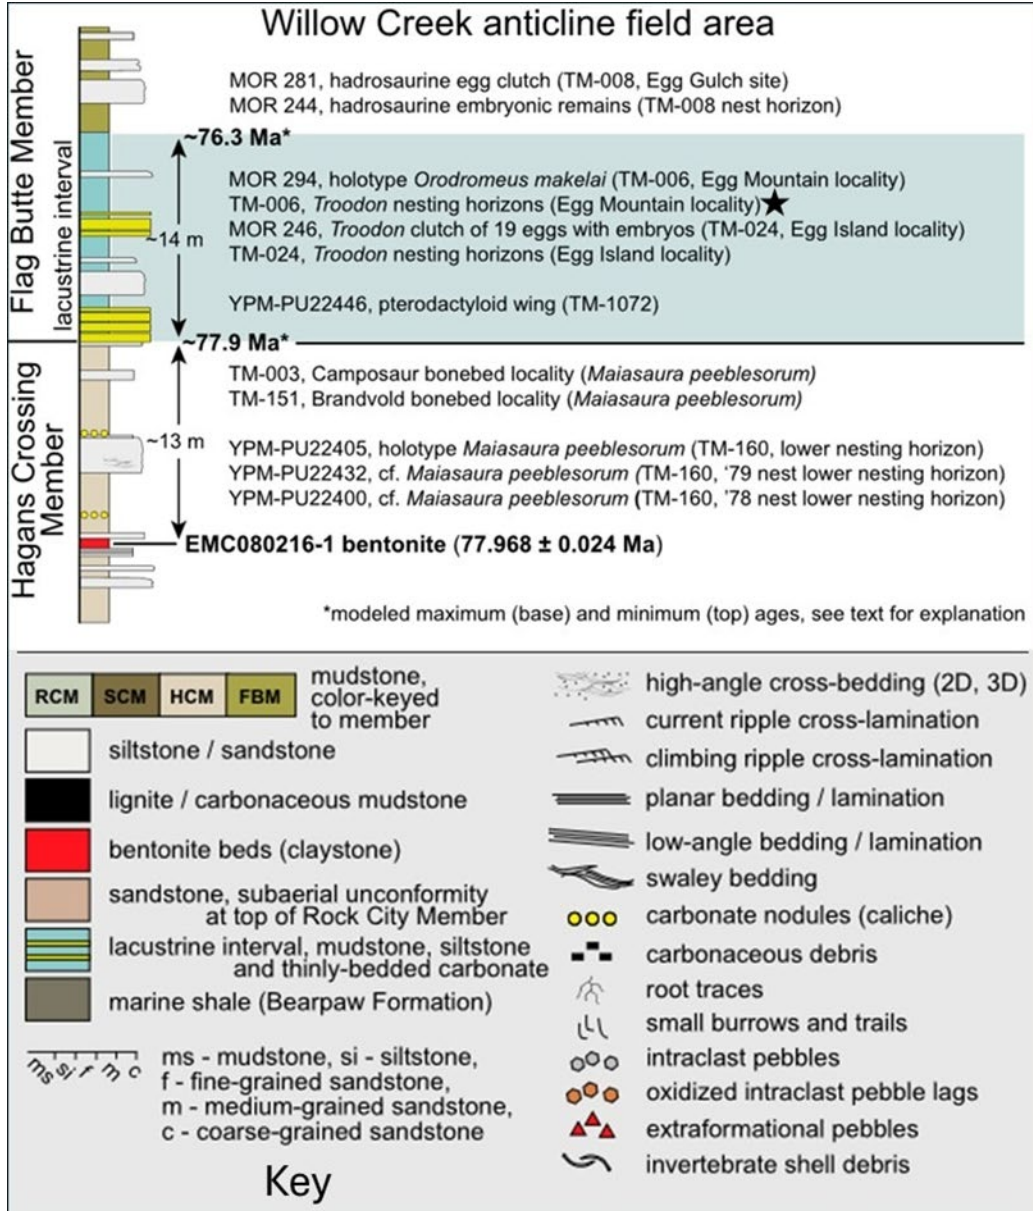 Willow Creek anticline field area
Flag Butte Member
lacustrine interval
Hagans Crossing
Member
MOR 281, hadrosaurine egg clutch (TM-008, Egg Gulch site)
MOR 244, hadrosaurine embryonic remains (TM-008 nest horizon)
~76.3 Ma*
MOR 294, holotype Orodromeus makelai (TM-006, Egg Mountain locality)
TM-006, Troodon nesting horizons (Egg Mountain locality)★
MOR 246, Troodon clutch of 19 eggs with embryos (TM-024, Egg Island locality)
~14 m
TM-024, Troodon nesting horizons (Egg Island locality)
YPM-PU22446, pterodactyloid wing (TM-1072)
~77.9 Ma*
TM-003, Camposaur bonebed locality (Maiasaura peeblesorum)
TM-151, Brandvold bonebed locality (Maiasaura peeblesorum)
~13 m
YPM-PU22405, holotype Maiasaura peeblesorum (TM-160, lower nesting horizon)
YPM-PU22432, cf. Maiasaura peeblesorum (TM-160, '79 nest lower nesting horizon)
YPM-PU22400, cf. Maiasaura peeblesorum (TM-160, '78 nest lower nesting horizon)
EMC080216-1 bentonite (77.968 ± 0.024 Ma)
*modeled maximum (base) and minimum (top) ages, see text for explanation
RCM SCM HCM FBM
mudstone,
color-keyed
to member
siltstone / sandstone
lignite / carbonaceous mudstone
bentonite beds (claystone)
sandstone, subaerial unconformity
at top of Rock City Member
lacustrine interval, mudstone, siltstone
and thinly-bedded carbonate
marine shale (Bearpaw Formation)
ms si f m c
ms - mudstone, si - siltstone,
f - fine-grained sandstone,
m - medium-grained sandstone,
c - coarse-grained sandstone
Key
high-angle cross-bedding (2D, 3D)
current ripple cross-lamination
climbing ripple cross-lamination
planar bedding / lamination
low-angle bedding / lamination
swaley bedding
carbonate nodules (caliche)
carbonaceous debris
root traces
small burrows and trails
intraclast pebbles
oxidized intraclast pebble lags
extraformational pebbles
invertebrate shell debris